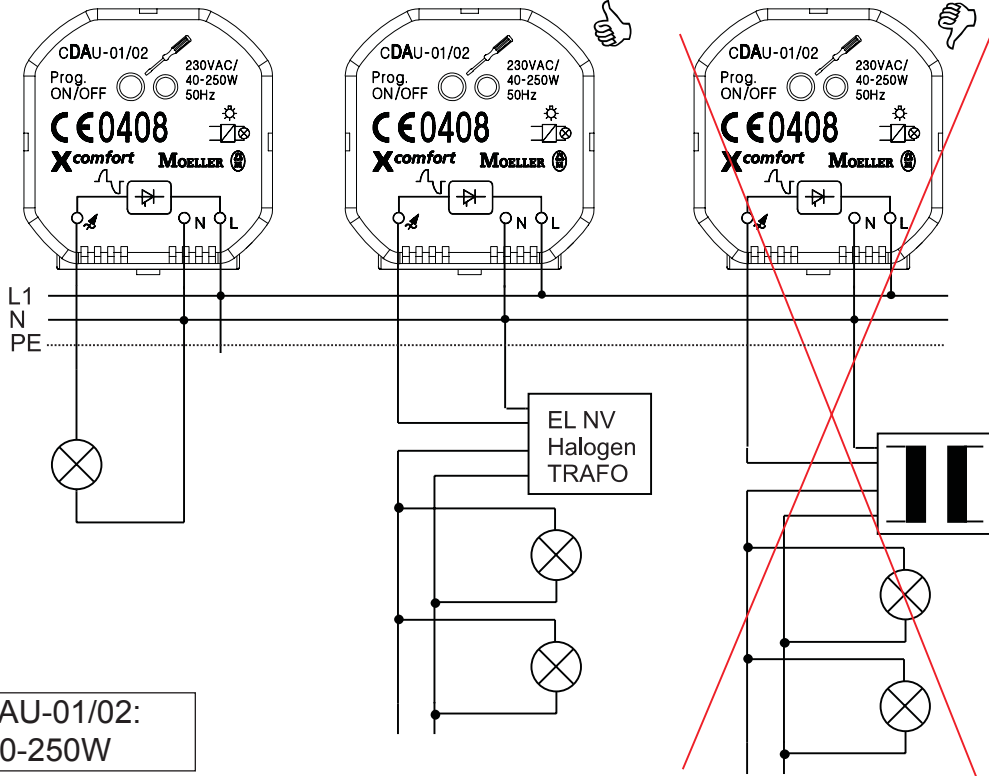 CDAU-01/02
Prog.
ON/OFF
230VAC/
40-250W
50Hz
CE0408
Xcomfort MOELLER
N L
CDAU-01/02
Prog.
ON/OFF
230VAC/
40-250W
50Hz
CE0408
Xcomfort MOELLER
N L
CDAU-01/02
Prog.
ON/OFF
230VAC/
40-250W
50Hz
CE0408
Xcomfort MOELLER
N L
L1
N
PE
EL NV
Halogen
TRAFO
AU-01/02:
0-250W